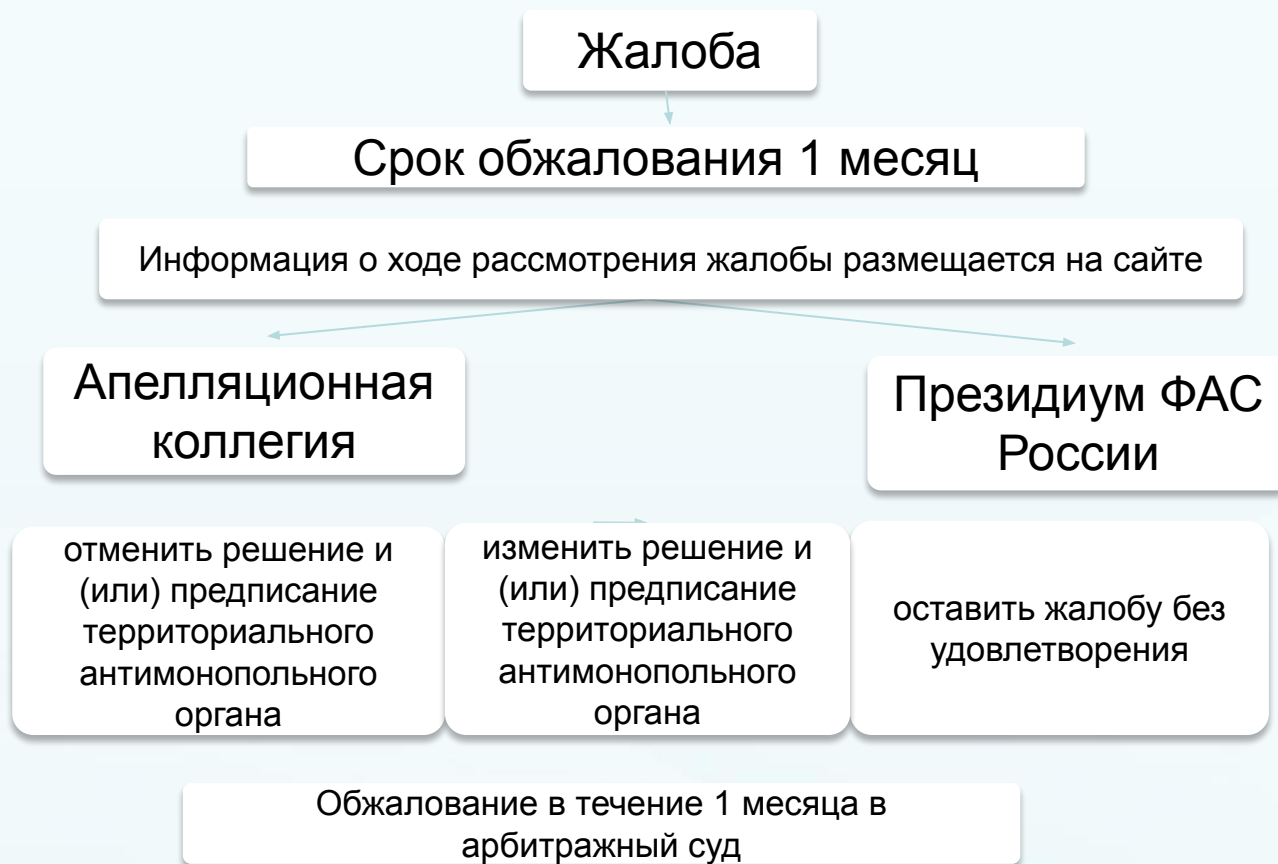 Жалоба
Срок обжалования 1 месяц
Информация о ходе рассмотрения жалобы размещается на сайте
Апелляционная
коллегия
Президиум ФАС
России
отменить решение и
(или) предписание
территориального
антимонопольного
органа
изменить решение и
(или) предписание
территориального
антимонопольного
органа
оставить жалобу без
удовлетворения
Обжалование в течение 1 месяца в
арбитражный суд